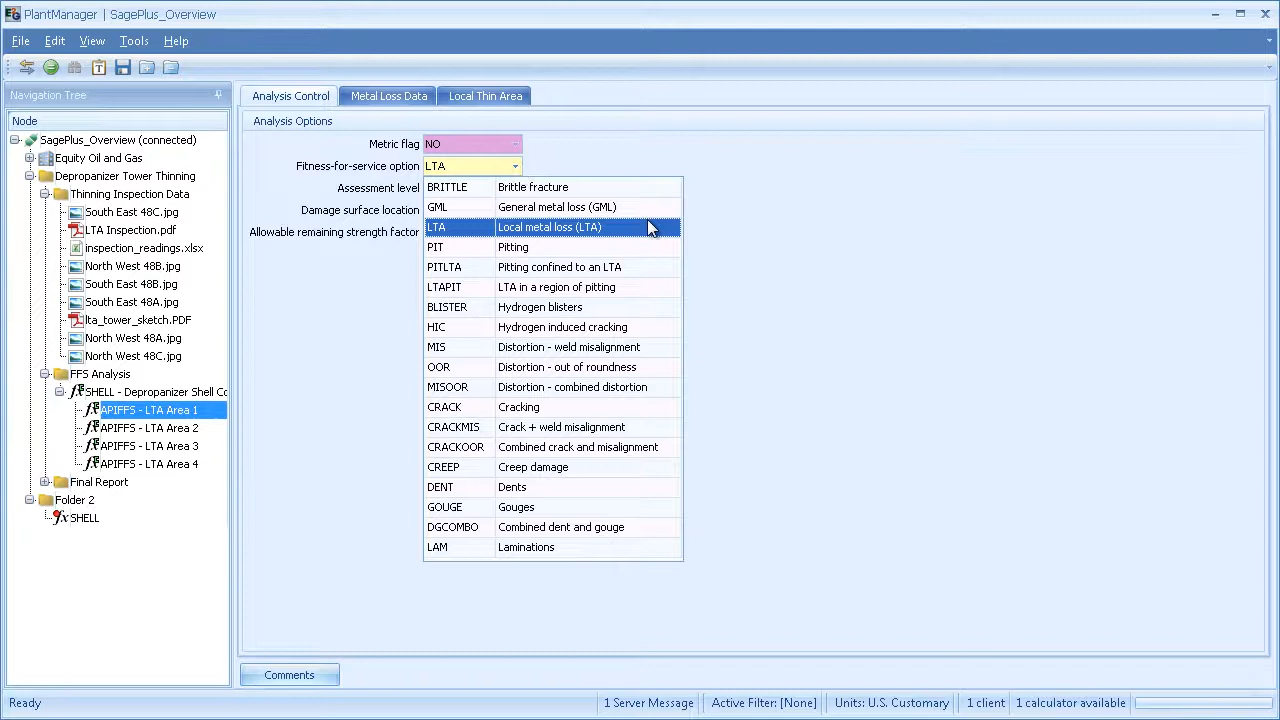 PlantManager | SagePlus_Overview
File Edit View Tools Help
Navigation Tree
Node
SagePlus_Overview (connected)
Equity Oil and Gas
Depropanizer Tower Thinning
Thinning Inspection Data
South East 48C.jpg
LTA Inspection.pdf
inspection_readings.xlsx
North West 48B.jpg
South East 48B.jpg
South East 48A.jpg
lta_tower_sketch.PDF
North West 48A.jpg
North West 48C.jpg
FFS Analysis
SHELL - Depropanizer Shell Co
APIFFS - LTA Area 1
APIFFS - LTA Area 2
APIFFS - LTA Area 3
APIFFS - LTA Area 4
Final Report
Folder 2
SHELL
Analysis Control Metal Loss Data Local Thin Area
Analysis Options
Metric flag NO
Fitness-for-service option LTA
Assessment level
Damage surface location
Allowable remaining strength factor
BRITTLE Brittle fracture
GML General metal loss (GML)
LTA Local metal loss (LTA)
PIT Pitting
PITLTA Pitting confined to an LTA
LTAPIT LTA in a region of pitting
BLISTER Hydrogen blisters
HIC Hydrogen induced cracking
MIS Distortion - weld misalignment
OOR Distortion - out of roundness
MISOOR Distortion - combined distortion
CRACK Cracking
CRACKMIS Crack + weld misalignment
CRACKOOR Combined crack and misalignment
CREEP Creep damage
DENT Dents
GOUGE Gouges
DGCOMBO Combined dent and gouge
LAM Laminations
Comments
Ready 1 Server Message Active Filter: [None] Units: U.S. Customary 1 client 1 calculator available